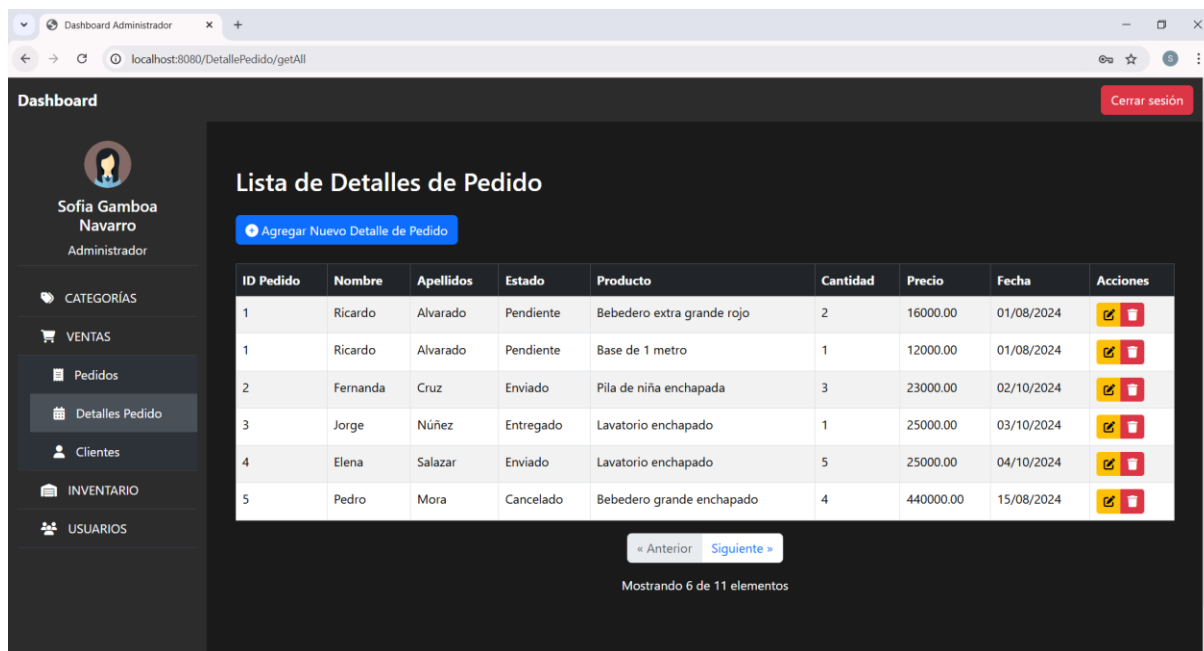 Dashboard Administrador
localhost:8080/DetallePedido/getAll
S
Dashboard
Cerrar sesión
Sofia Gamboa
Navarro
Administrador
CATEGORÍAS
VENTAS
Pedidos
Detalles Pedido
Clientes
INVENTARIO
USUARIOS
Lista de Detalles de Pedido
Agregar Nuevo Detalle de Pedido
ID Pedido Nombre Apellidos Estado Producto Cantidad Precio Fecha Acciones
1 Ricardo Alvarado Pendiente Bebedero extra grande rojo 2 16000.00 01/08/2024
1 Ricardo Alvarado Pendiente Base de 1 metro 1 12000.00 01/08/2024
2 Fernanda Cruz Enviado Pila de niña enchapada 3 23000.00 02/10/2024
3 Jorge Núñez Entregado Lavatorio enchapado 1 25000.00 03/10/2024
4 Elena Salazar Enviado Lavatorio enchapado 5 25000.00 04/10/2024
5 Pedro Mora Cancelado Bebedero grande enchapado 4 440000.00 15/08/2024
« Anterior Siguiente »
Mostrando 6 de 11 elementos